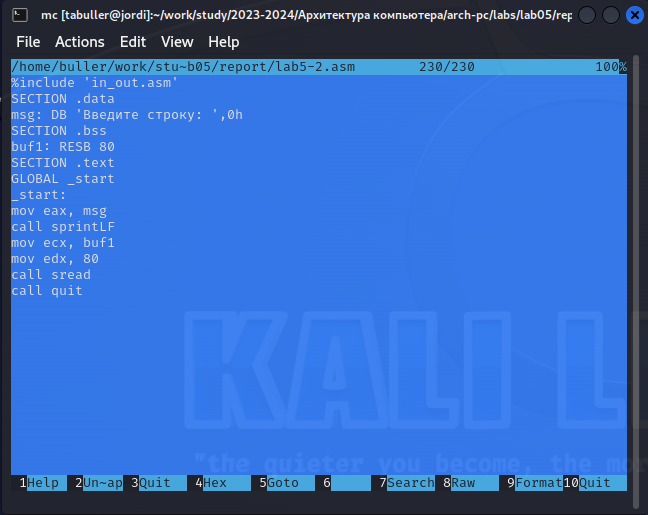 mc [tabuller@jordi]:~/work/study/2023-2024/Архитектура компьютера/arch-pc/labs/lab05/rep
File Actions Edit View Help
/home/buller/work/stu~b05/report/lab5-2.asm 230/230 100%
%include 'in_out.asm'
SECTION .data
msg: DB 'Введите строку: ',0h
SECTION .bss
buf1: RESB 80
SECTION .text
GLOBAL _start
_start:
mov eax, msg
call sprintLF
mov ecx, buf1
mov edx, 80
call sread
call quit
KALI L
"the quieter you become, the mor
1Help 2Un~ap 3Quit 4Hex 5Goto 6 7Search 8Raw 9Format 10Quit